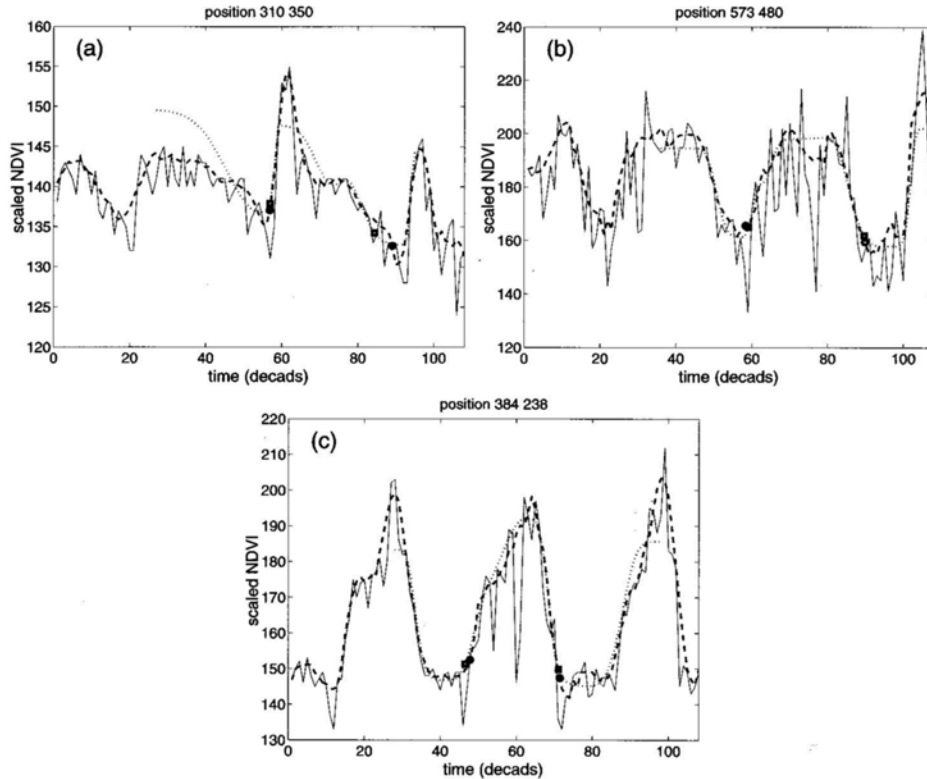 position 310 350
(a)
scaled NDVI
160
155
150
145
140
135
130
125
120
0 20 40 60 80 100
time (decads)
position 573 480
(b)
scaled NDVI
240
220
200
180
160
140
120
0 20 40 60 80 100
time (decads)
position 384 238
(c)
scaled NDVI
220
210
200
190
180
170
160
150
140
130
0 20 40 60 80 100
time (decads)